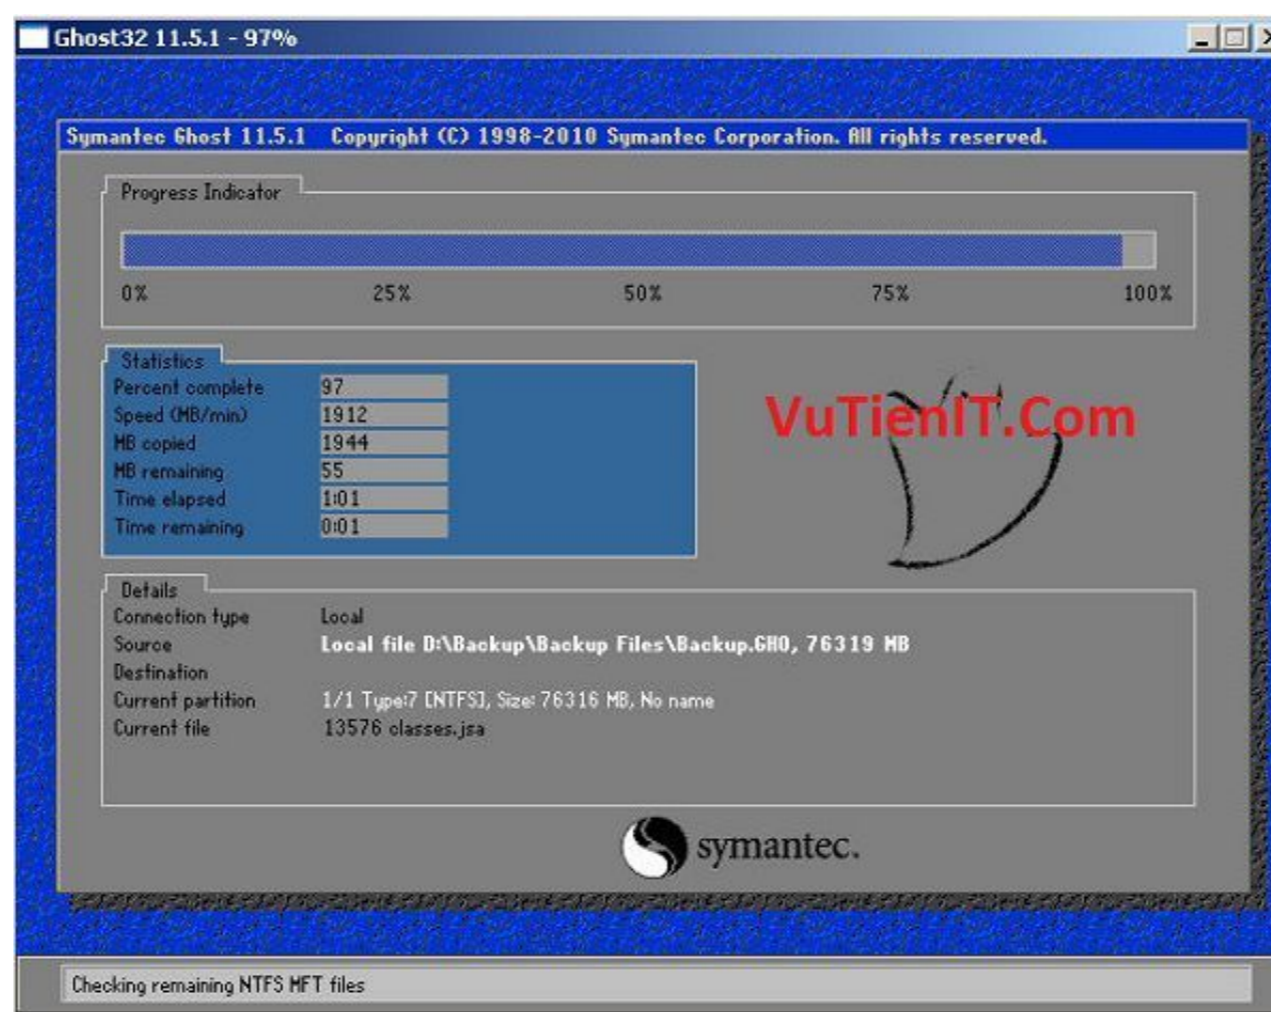 Ghost32 11.5.1 - 97%
Symantec Ghost 11.5.1 Copyright (C) 1998-2010 Symantec Corporation. All rights reserved.
Progress Indicator
0% 25% 50% 75% 100%
Statistics
Percent complete 97
Speed (MB/min) 1912
MB copied 1944
MB remaining 55
Time elapsed 1:01
Time remaining 0:01
VuTienIT.Com
Details
Connection type Local
Source Local file D:\Backup\Backup Files\Backup.GHO, 76319 MB
Destination
Current partition 1/1 Type:7 [NTFS], Size: 76316 MB, No name
Current file 13576 classes.jsa
symantec.
Checking remaining NTFS MFT files